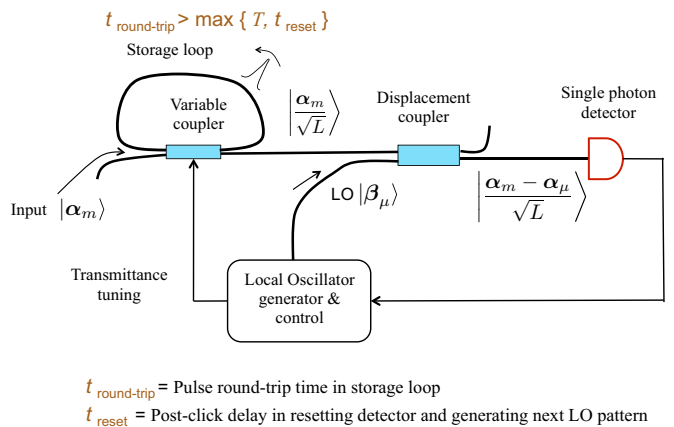 t round-trip > max { T, t reset }
Storage loop
Variable
coupler
|α_m/√L⟩
Displacement
coupler
Single photon
detector
Input |α_m⟩
LO |β_μ⟩
|(α_m − α_μ)/√L⟩
Transmittance
tuning
Local Oscillator
generator &
control
t round-trip = Pulse round-trip time in storage loop
t reset = Post-click delay in resetting detector and generating next LO pattern